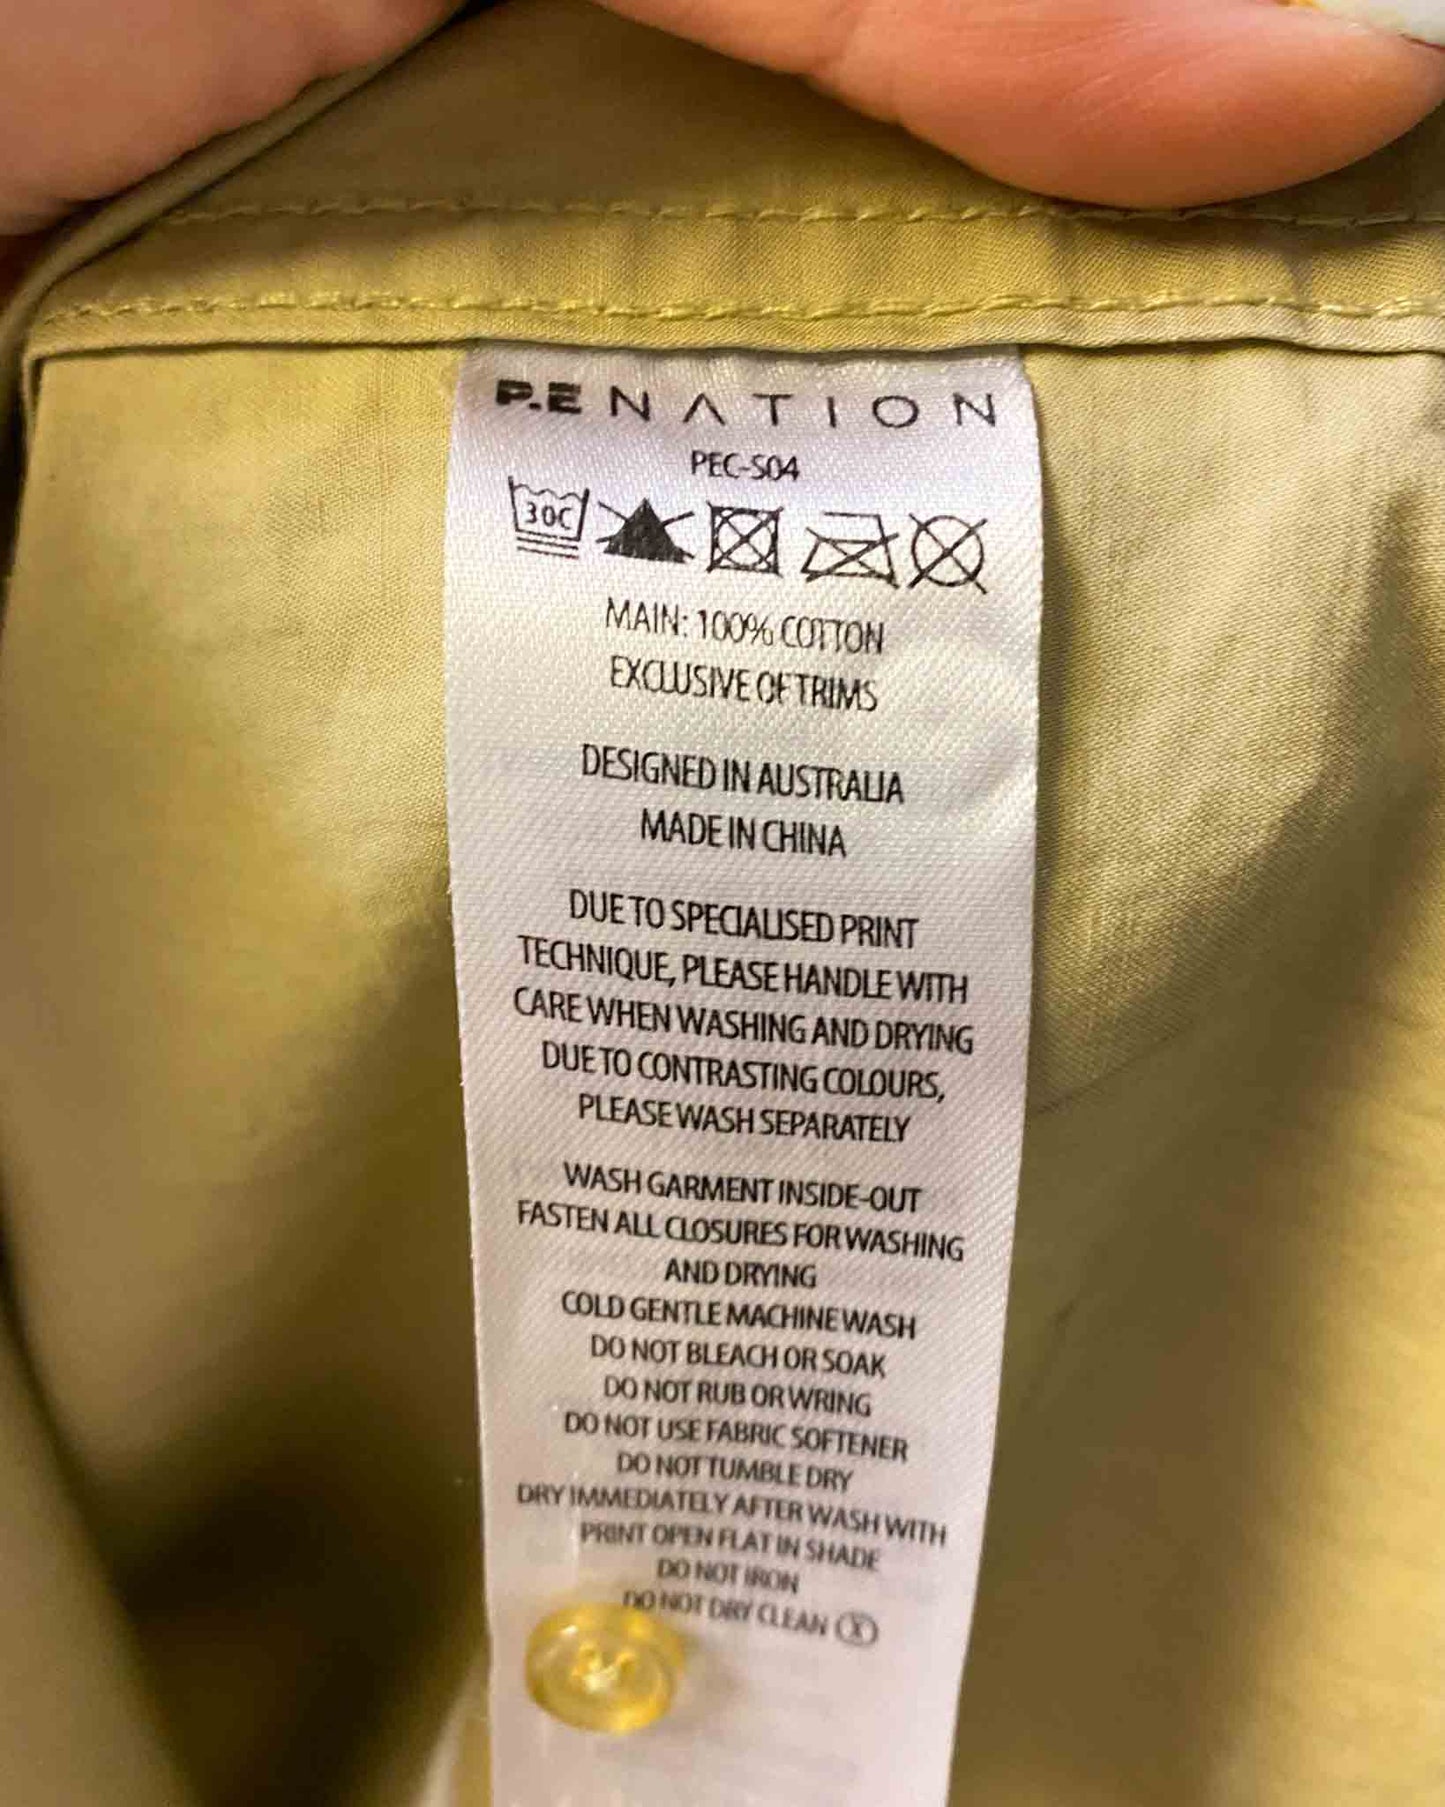 P.E NATION
PEC-S04
30C
MAIN: 100% COTTON
EXCLUSIVE OF TRIMS
DESIGNED IN AUSTRALIA
MADE IN CHINA
DUE TO SPECIALISED PRINT
TECHNIQUE, PLEASE HANDLE WITH
CARE WHEN WASHING AND DRYING
DUE TO CONTRASTING COLOURS,
PLEASE WASH SEPARATELY
WASH GARMENT INSIDE-OUT
FASTEN ALL CLOSURES FOR WASHING
AND DRYING
COLD GENTLE MACHINE WASH
DO NOT BLEACH OR SOAK
DO NOT RUB OR WRING
DO NOT USE FABRIC SOFTENER
DO NOT TUMBLE DRY
DRY IMMEDIATELY AFTER WASH WITH
PRINT OPEN FLAT IN SHADE
DO NOT IRON
DO NOT DRY CLEAN Ⓧ